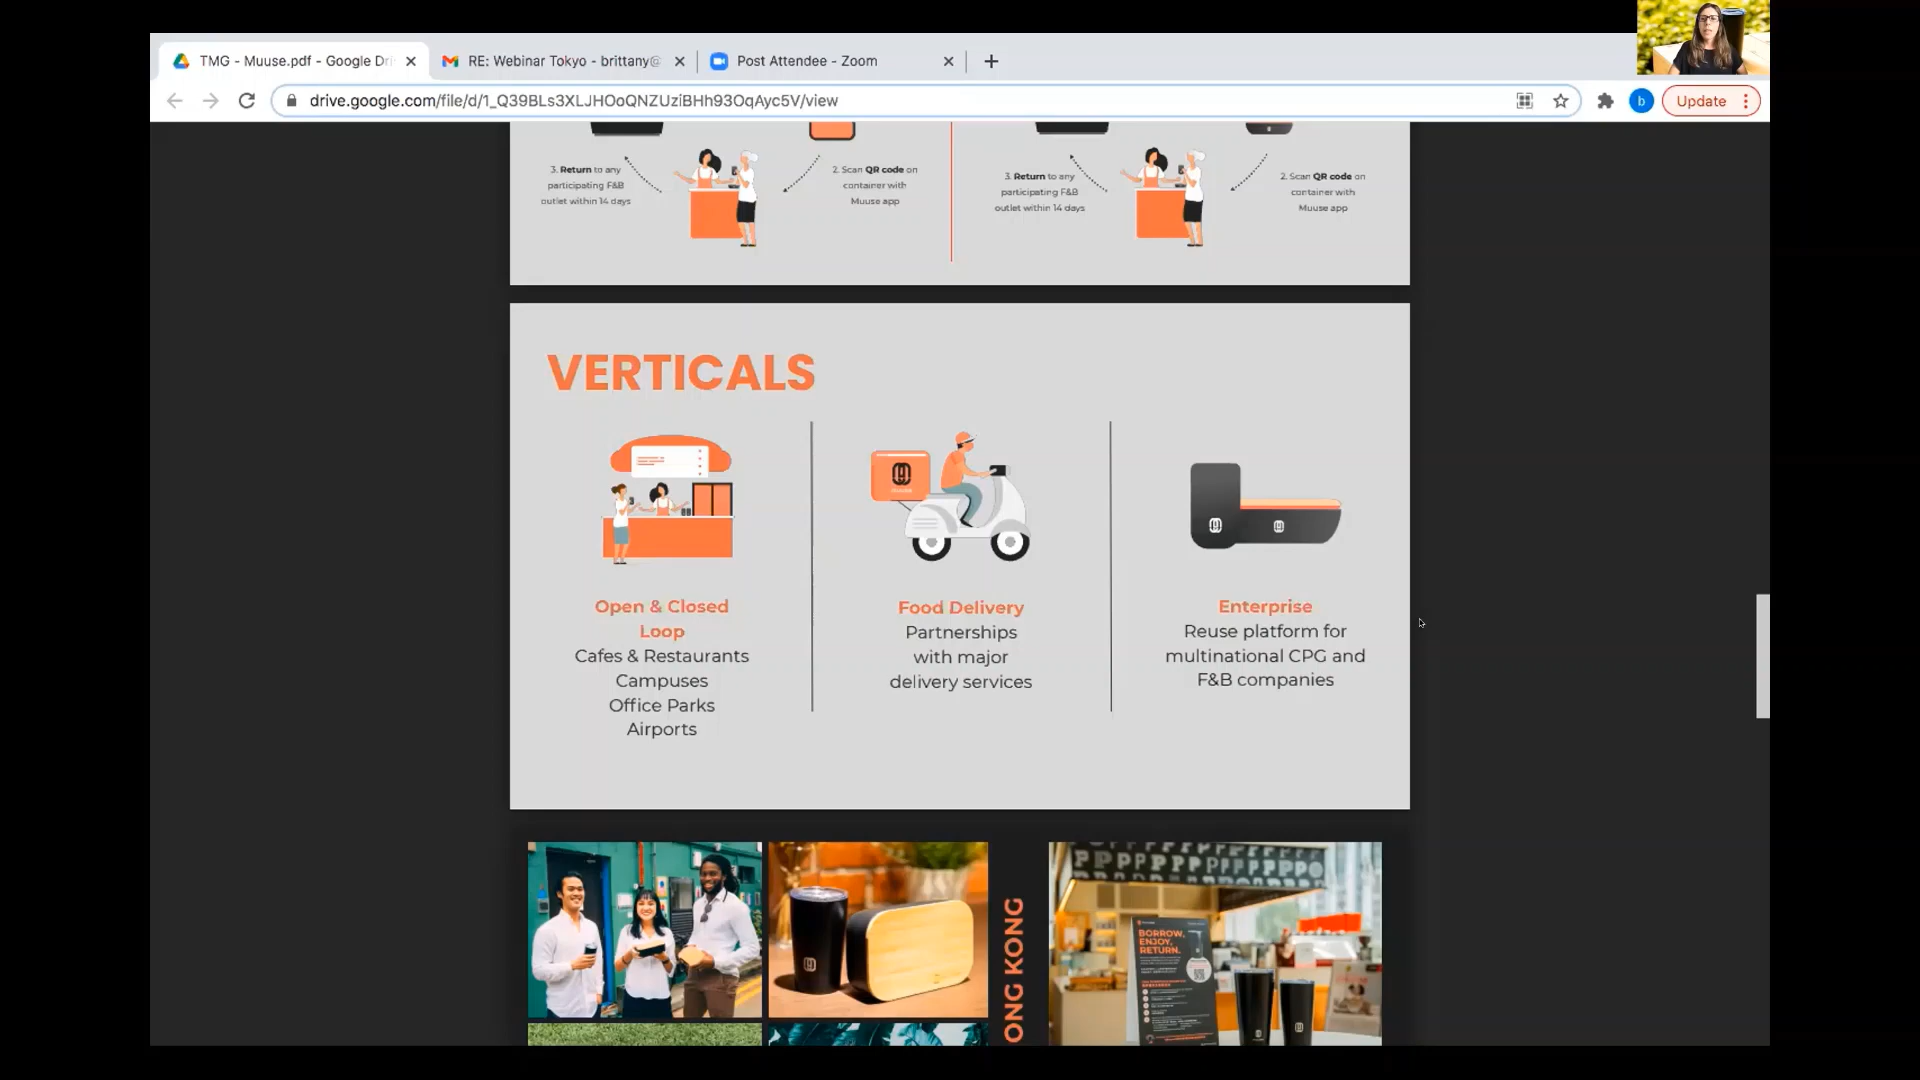 TMG - Muuse.pdf - Google Dri
RE: Webinar Tokyo - brittany@
Post Attendee - Zoom
drive.google.com/file/d/1_Q39BLs3XLJHOoQNZUziBHh93OqAyc5V/view
b
Update
3. Return to any
participating F&B
outlet within 14 days
2. Scan QR code on
container with
Muuse app
3. Return to any
participating F&B
outlet within 14 days
2. Scan QR code on
container with
Muuse app
VERTICALS
Open & Closed
Loop
Cafes & Restaurants
Campuses
Office Parks
Airports
Food Delivery
Partnerships
with major
delivery services
Enterprise
Reuse platform for
multinational CPG and
F&B companies
ONG KONG
BORROW.
ENJOY.
RETURN.